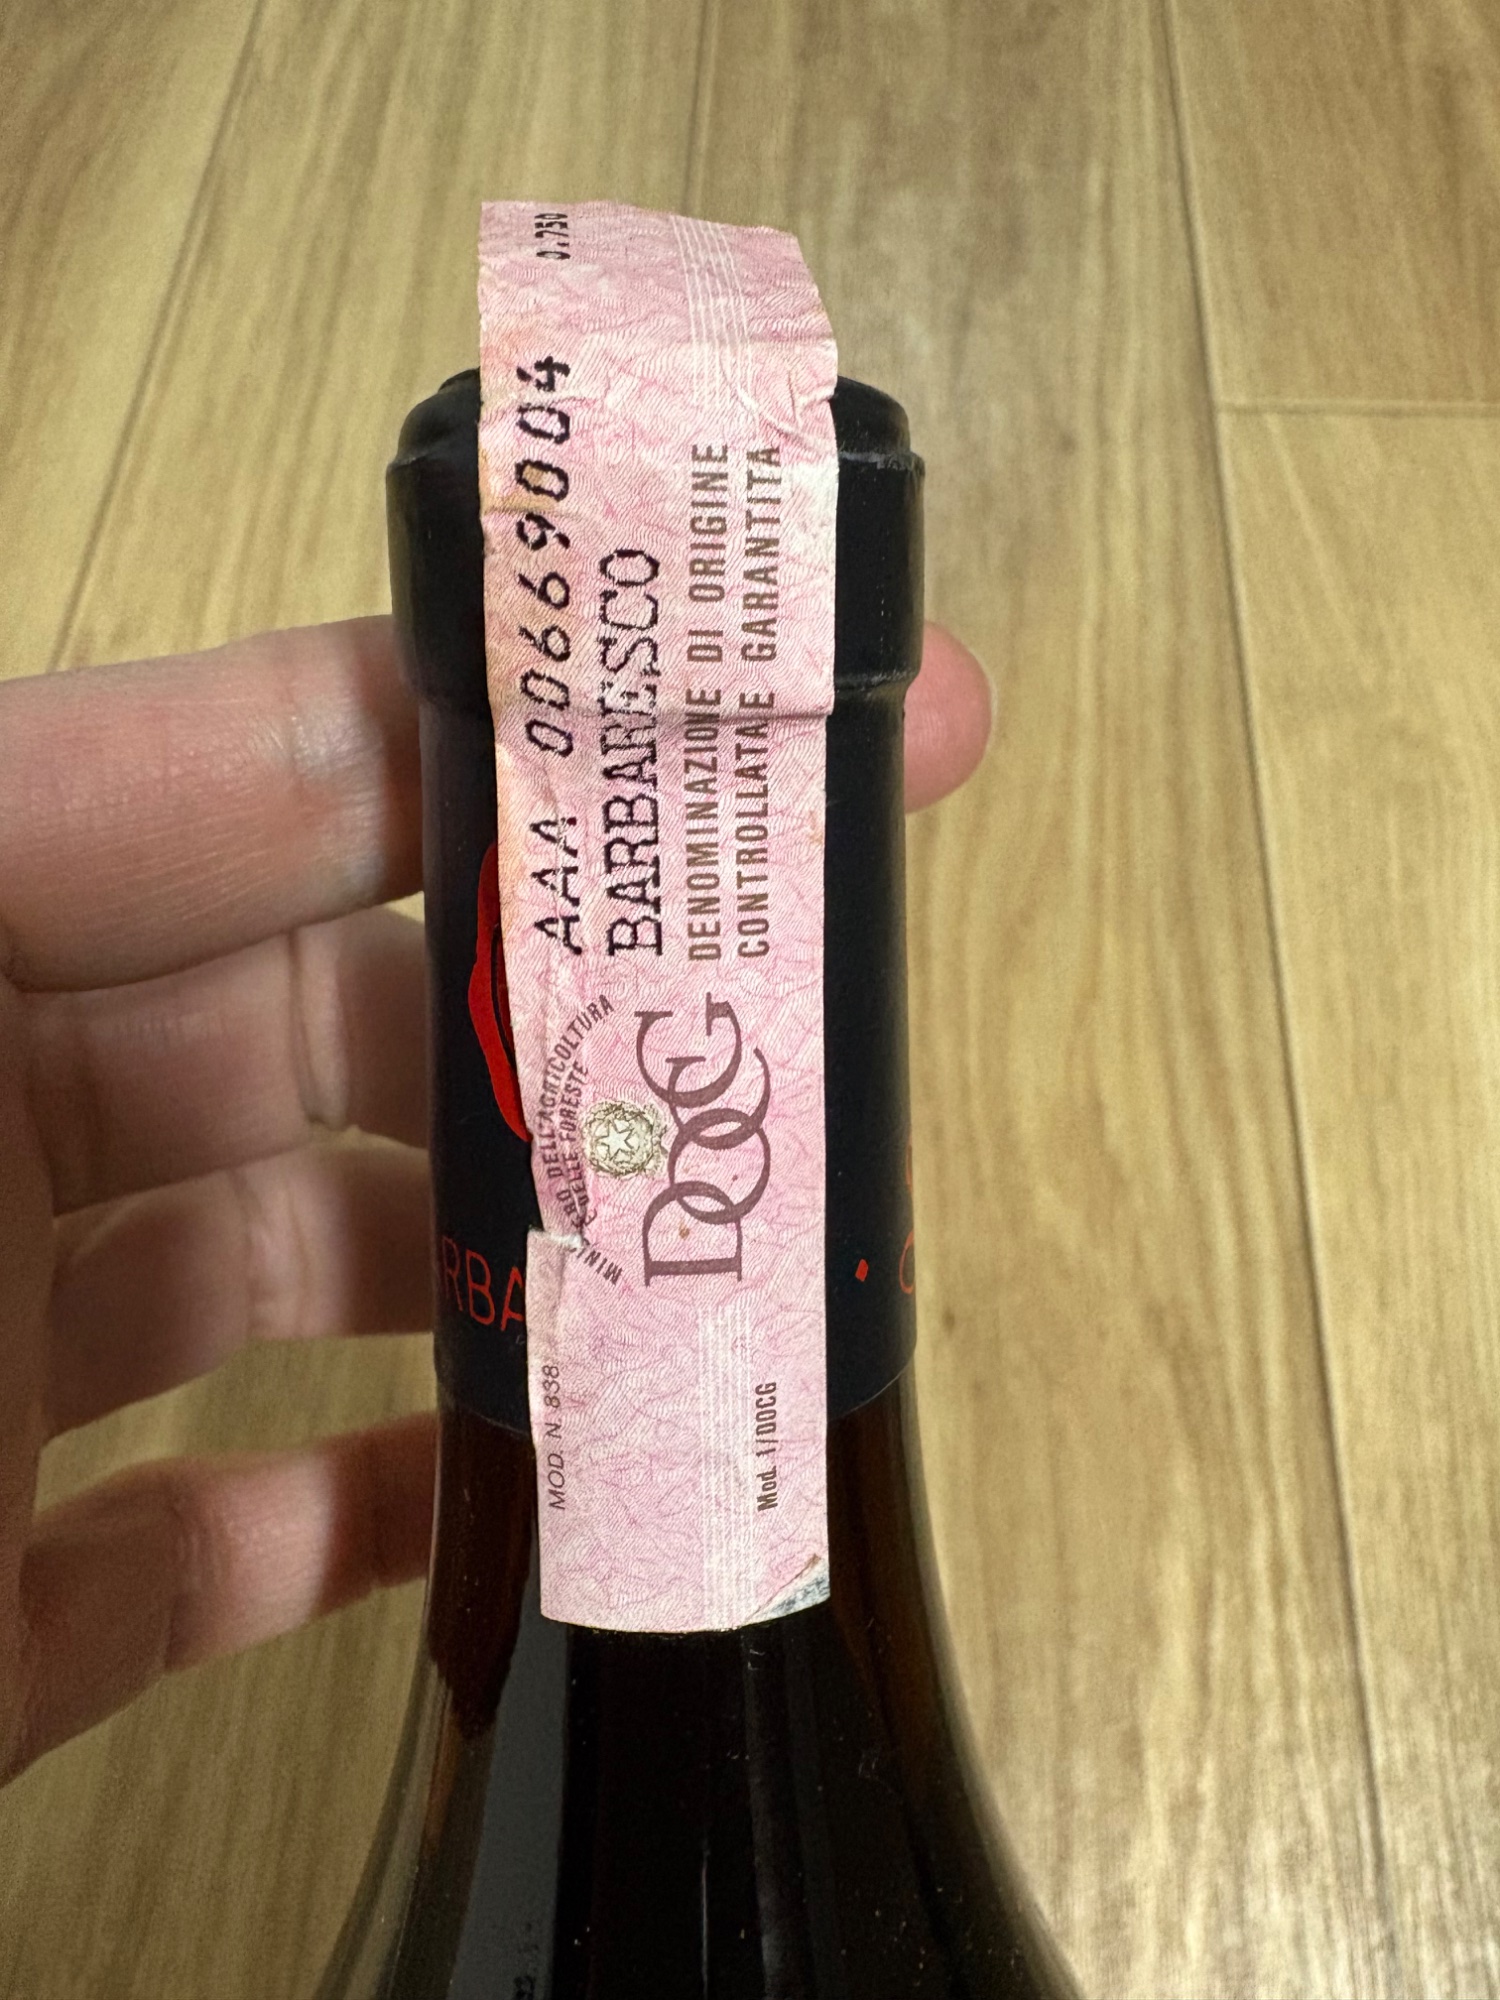 0,750
AAA 00669004
BARBARESCO
DENOMINAZIONE DI ORIGINE
CONTROLLATA E GARANTITA
MINISTERO DELL'AGRICOLTURA
E DELLE FORESTE
DOCG
MOD. N. 838
Mod. 1/DOCG
RBA